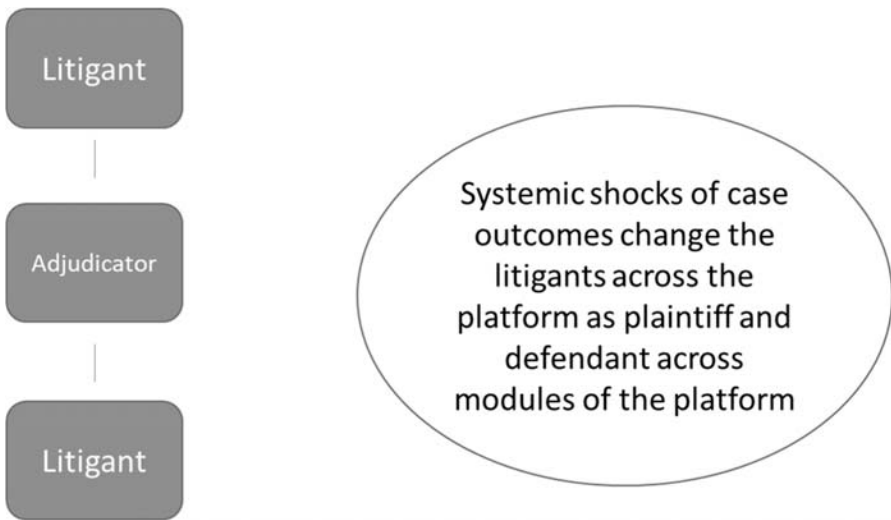 Litigant
Adjudicator
Litigant
Systemic shocks of case
outcomes change the
litigants across the
platform as plaintiff and
defendant across
modules of the platform